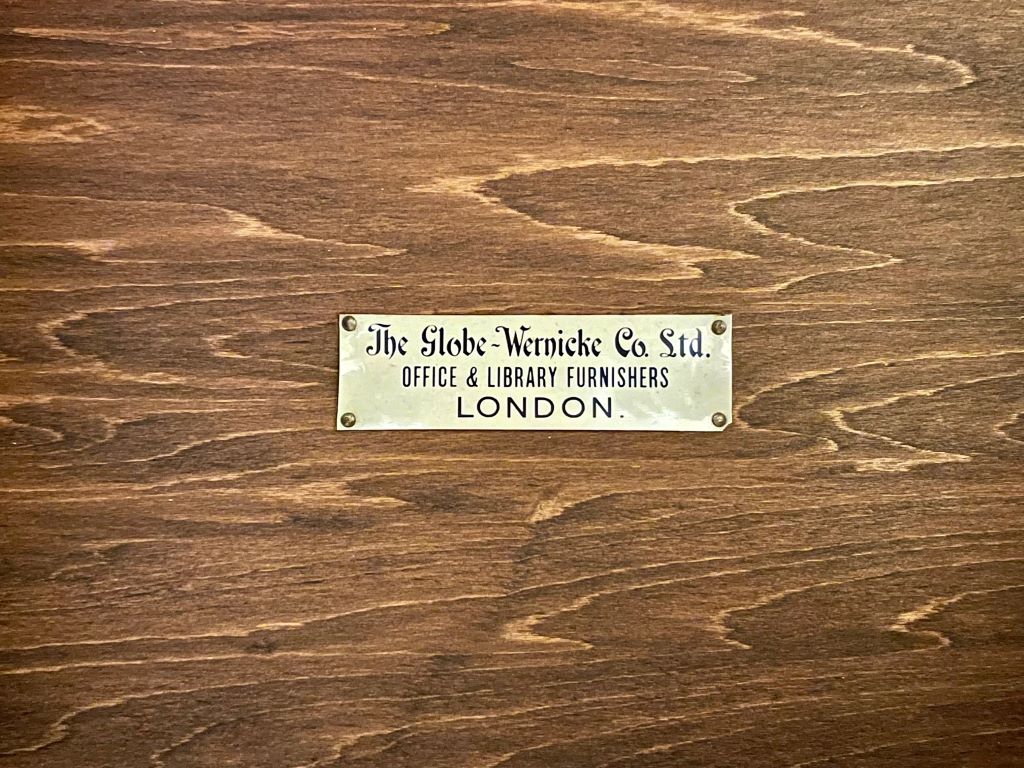 The Globe-Wernicke Co. Ltd.
OFFICE & LIBRARY FURNISHERS
LONDON.